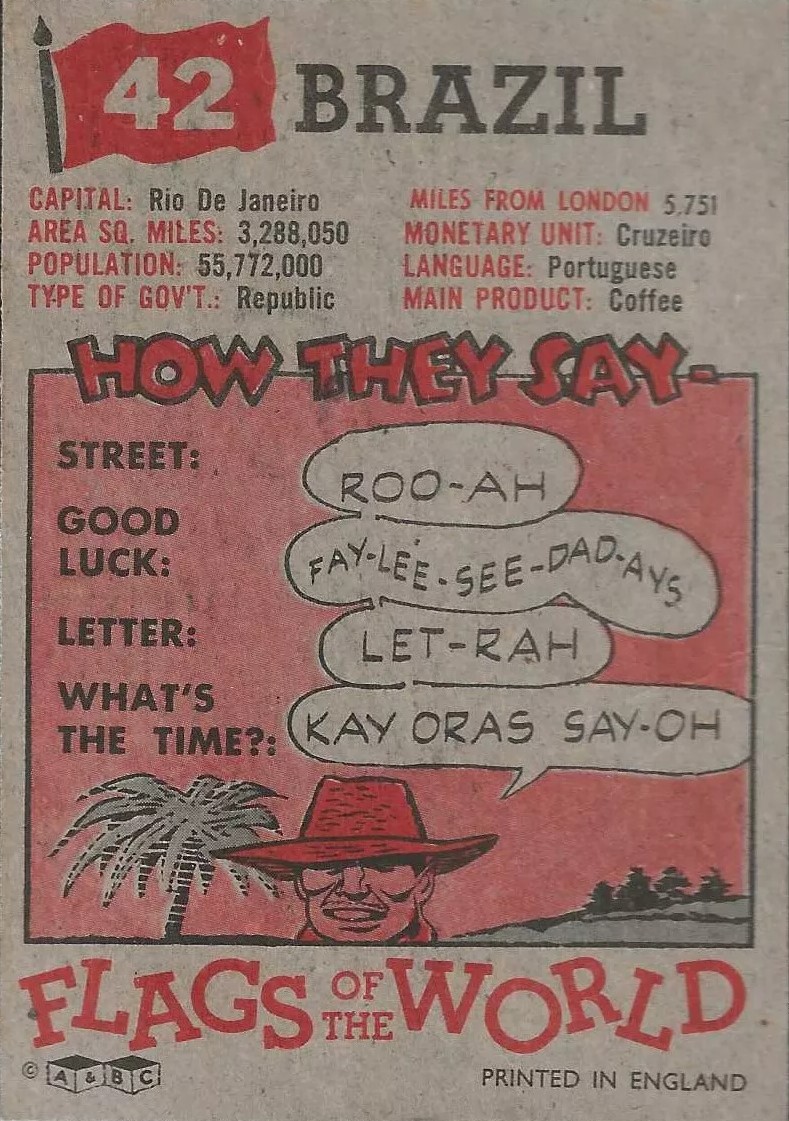 42 BRAZIL
CAPITAL: Rio De Janeiro
AREA SQ. MILES: 3,288,050
POPULATION: 55,772,000
TYPE OF GOV'T.: Republic
MILES FROM LONDON 5,751
MONETARY UNIT: Cruzeiro
LANGUAGE: Portuguese
MAIN PRODUCT: Coffee
HOW THEY SAY-
STREET:
ROO-AH
GOOD
LUCK:
FAY-LEE-SEE-DAD-AYS
LETTER:
LET-RAH
WHAT'S
THE TIME?:
KAY ORAS SAY-OH
FLAGS OF THE WORLD
© A & B C
PRINTED IN ENGLAND